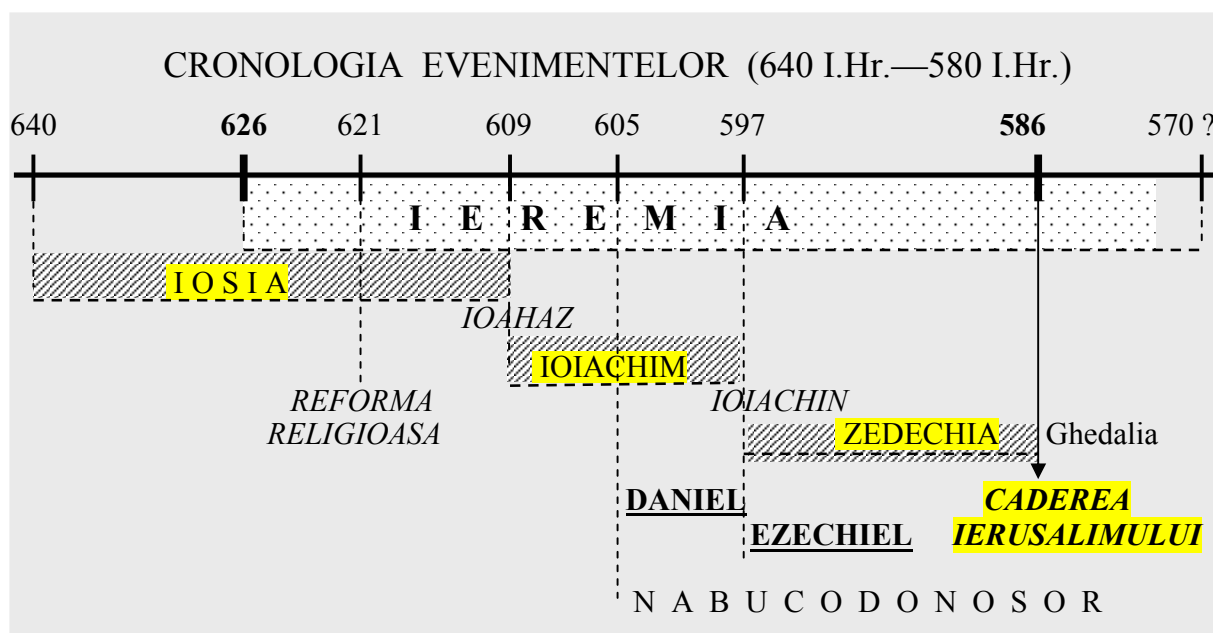 CRONOLOGIA EVENIMENTELOR (640 I.Hr.—580 I.Hr.)
640 626 621 609 605 597 586 570 ?
I E R E M I A
I O S I A
IOAHAZ
IOIACHIM
REFORMA
RELIGIOASA
IOIACHIN
ZEDECHIA Ghedalia
DANIEL
EZECHIEL
CADEREA
IERUSALIMULUI
N A B U C O D O N O S O R